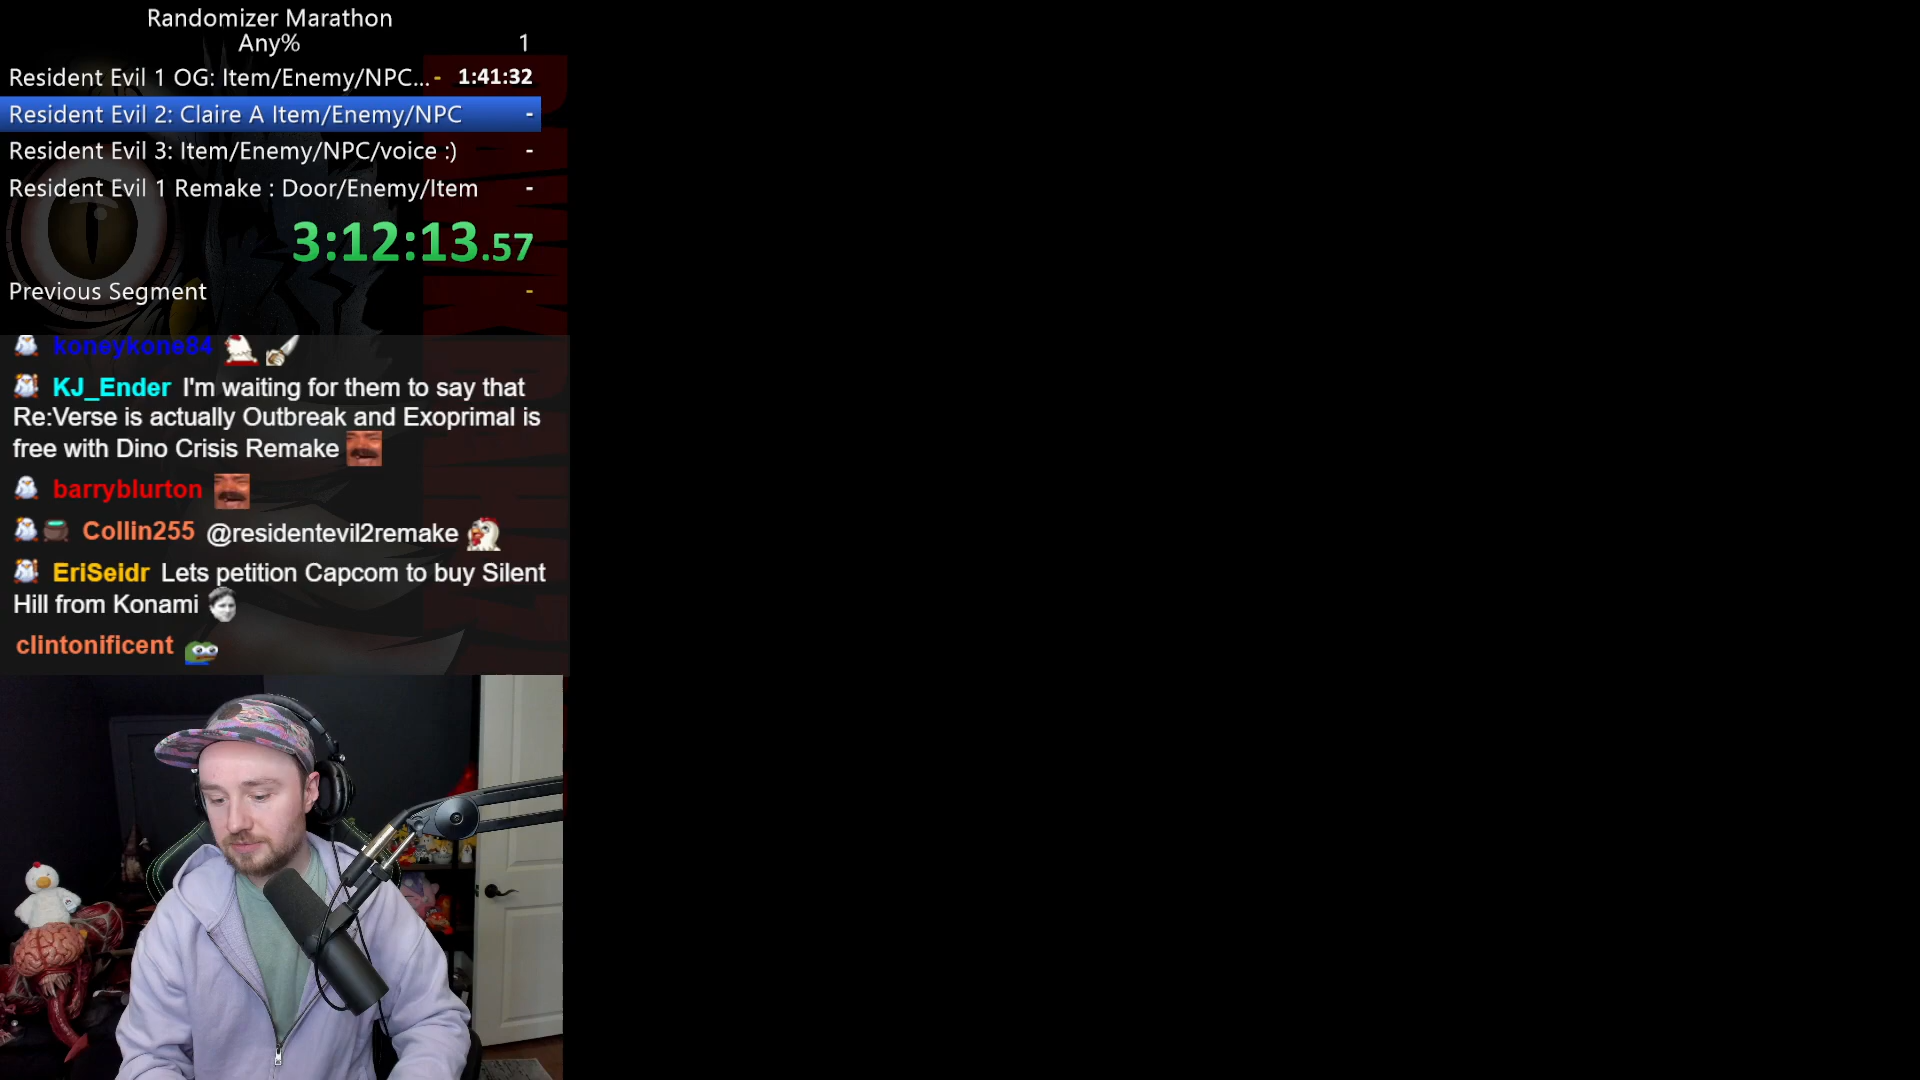 Randomizer Marathon
Any% 1
Resident Evil 1 OG: Item/Enemy/NPC... - 1:41:32
Resident Evil 2: Claire A Item/Enemy/NPC -
Resident Evil 3: Item/Enemy/NPC/voice :) -
Resident Evil 1 Remake : Door/Enemy/Item -
3:12:13.57
Previous Segment -
koneykone84
KJ_Ender I'm waiting for them to say that
Re:Verse is actually Outbreak and Exoprimal is
free with Dino Crisis Remake
barryblurton
Collin255 @residentevil2remake
EriSeidr Lets petition Capcom to buy Silent
Hill from Konami
clintonificent